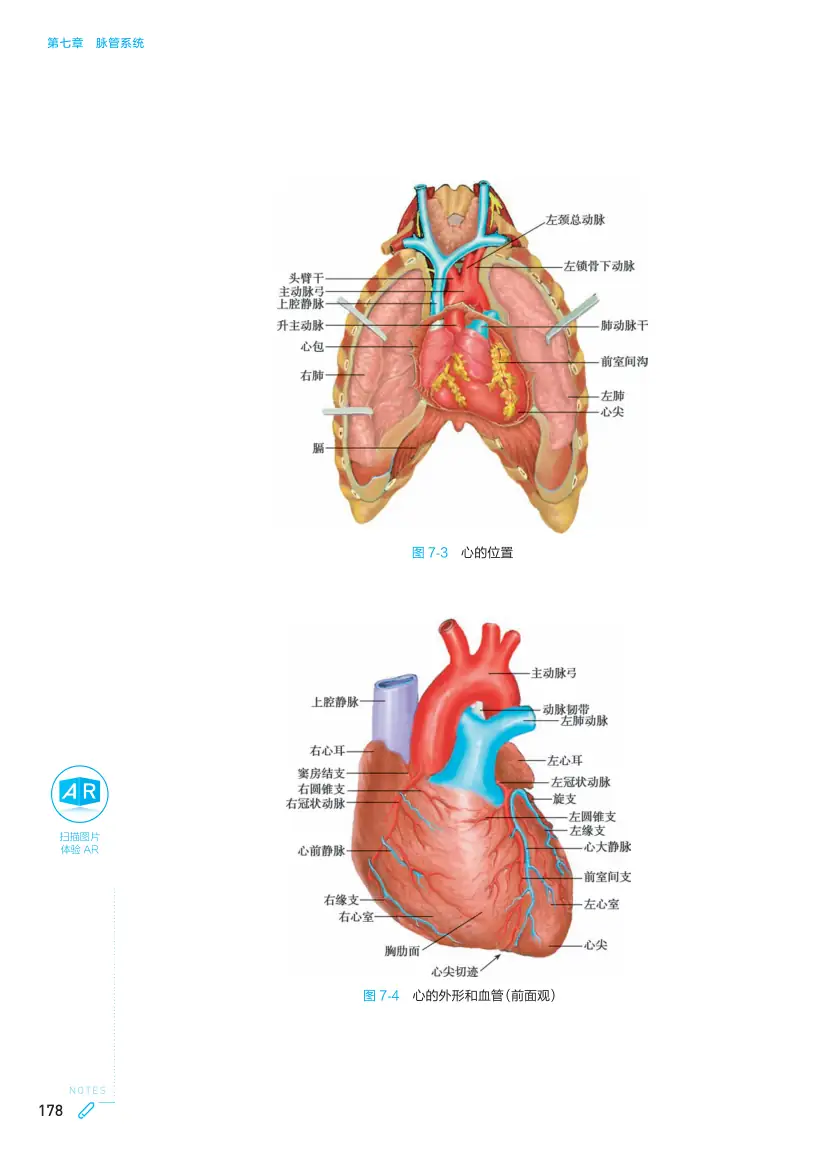 第七章 脉管系统
左颈总动脉
左锁骨下动脉
头臂干
主动脉弓
上腔静脉
升主动脉
肺动脉干
心包
前室间沟
右肺
左肺
心尖
膈
图 7-3 心的位置
主动脉弓
上腔静脉
动脉韧带
左肺动脉
右心耳
左心耳
窦房结支
左冠状动脉
右圆锥支
旋支
右冠状动脉
左圆锥支
左缘支
心大静脉
心前静脉
前室间支
右缘支
左心室
右心室
心尖
胸肋面
心尖切迹
图 7-4 心的外形和血管(前面观)
AR
扫描图片
体验 AR
NOTES
178